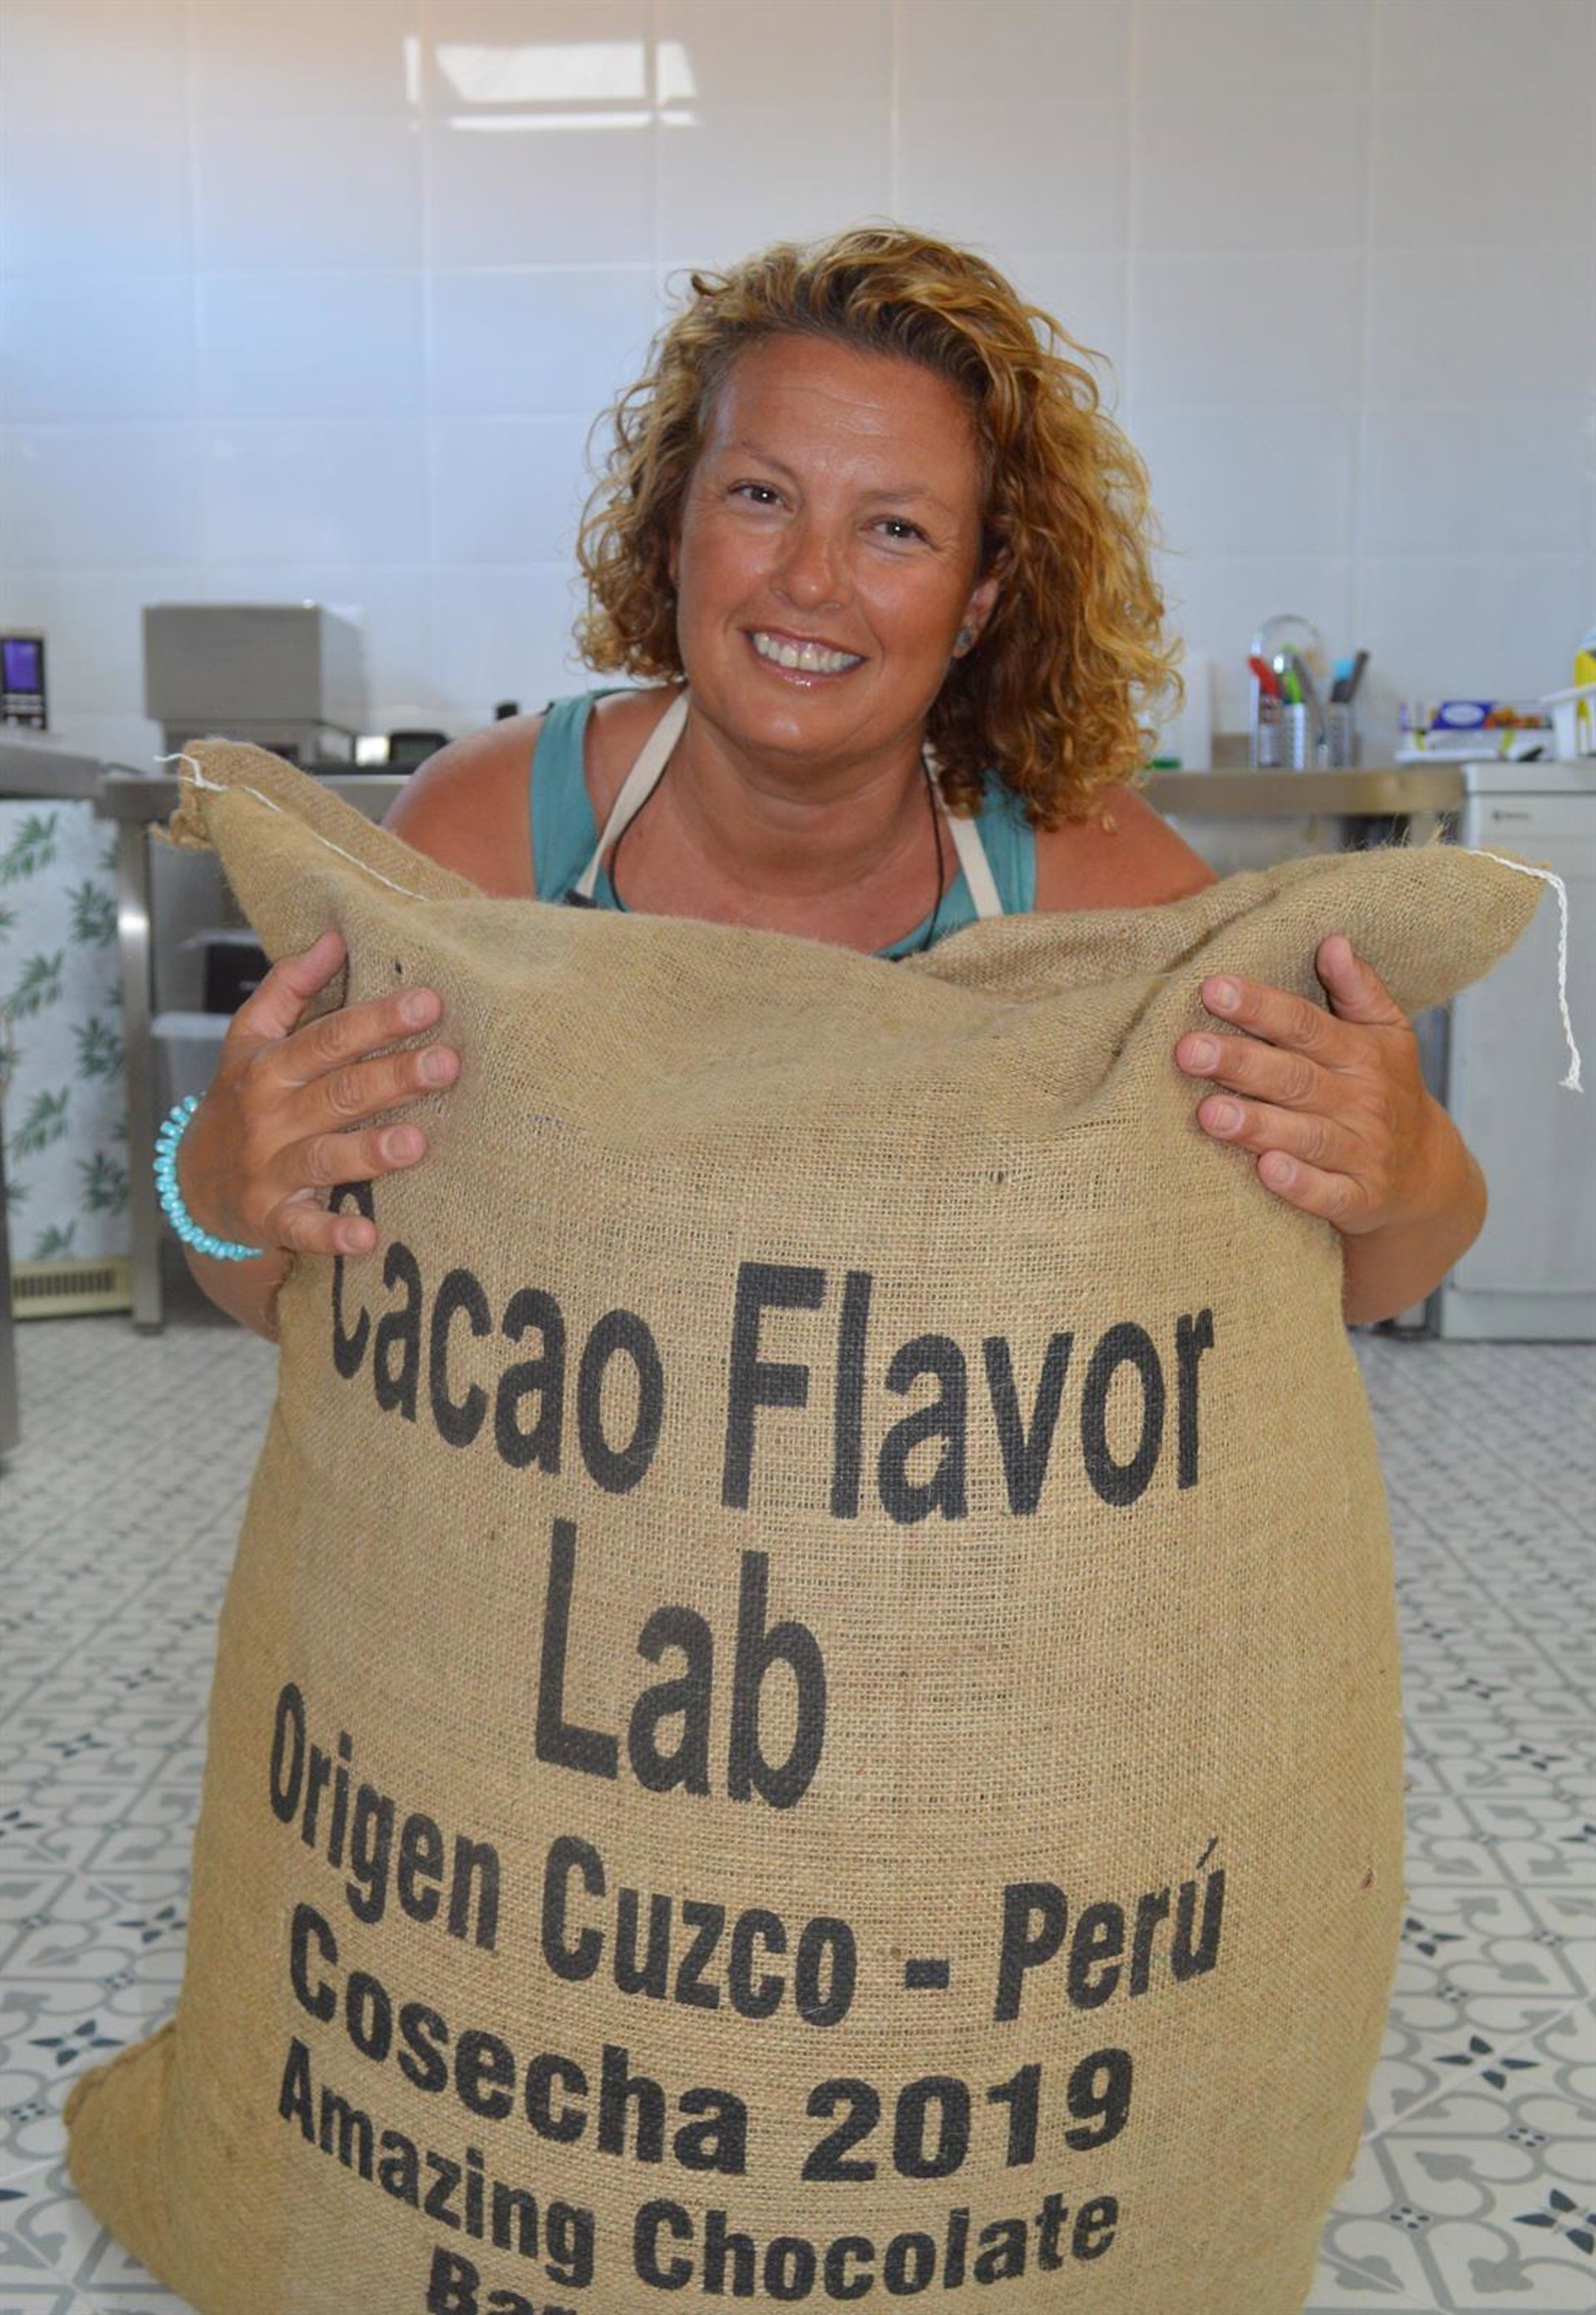 Cacao Flavor
Lab
Origen Cuzco - Perú
Cosecha 2019
Amazing Chocolate